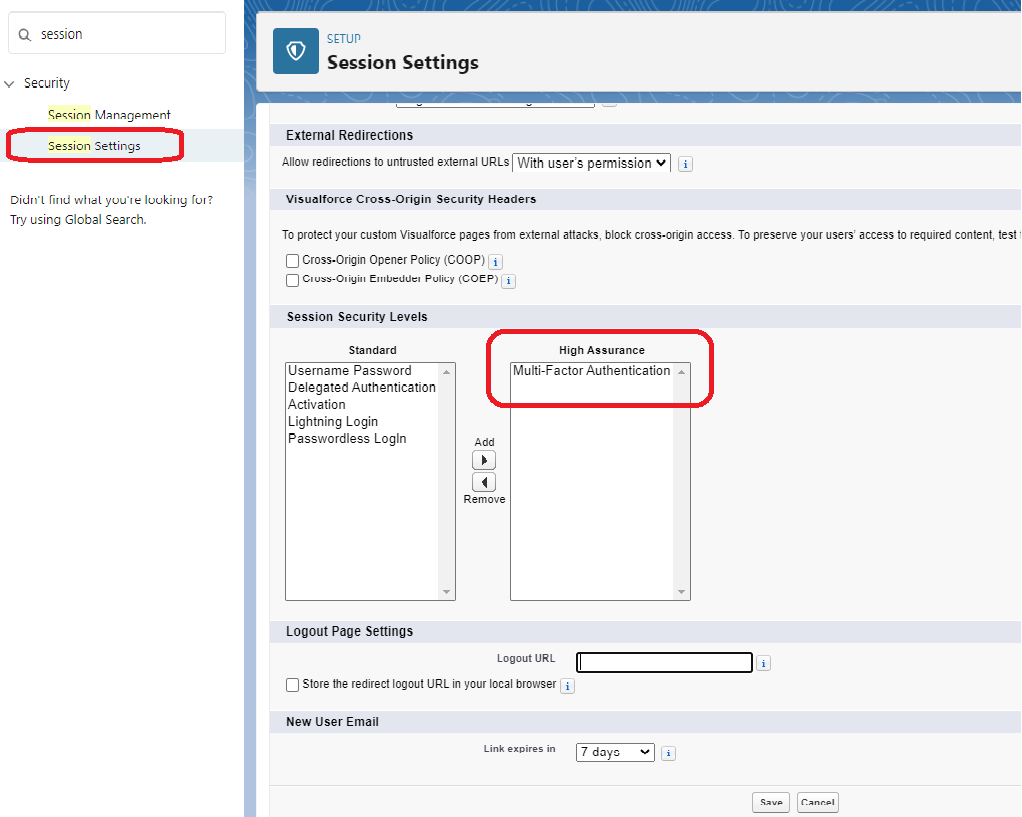 session
Security
Session Management
Session Settings
Didn't find what you're looking for?
Try using Global Search.
SETUP
Session Settings
External Redirections
Allow redirections to untrusted external URLs With user's permission i
Visualforce Cross-Origin Security Headers
To protect your custom Visualforce pages from external attacks, block cross-origin access. To preserve your users' access to required content, test
Cross-Origin Opener Policy (COOP) i
Cross-Origin Embedder Policy (COEP) i
Session Security Levels
Standard
Username Password
Delegated Authentication
Activation
Lightning Login
Passwordless LogIn
Add
Remove
High Assurance
Multi-Factor Authentication
Logout Page Settings
Logout URL i
Store the redirect logout URL in your local browser i
New User Email
Link expires in 7 days i
Save Cancel